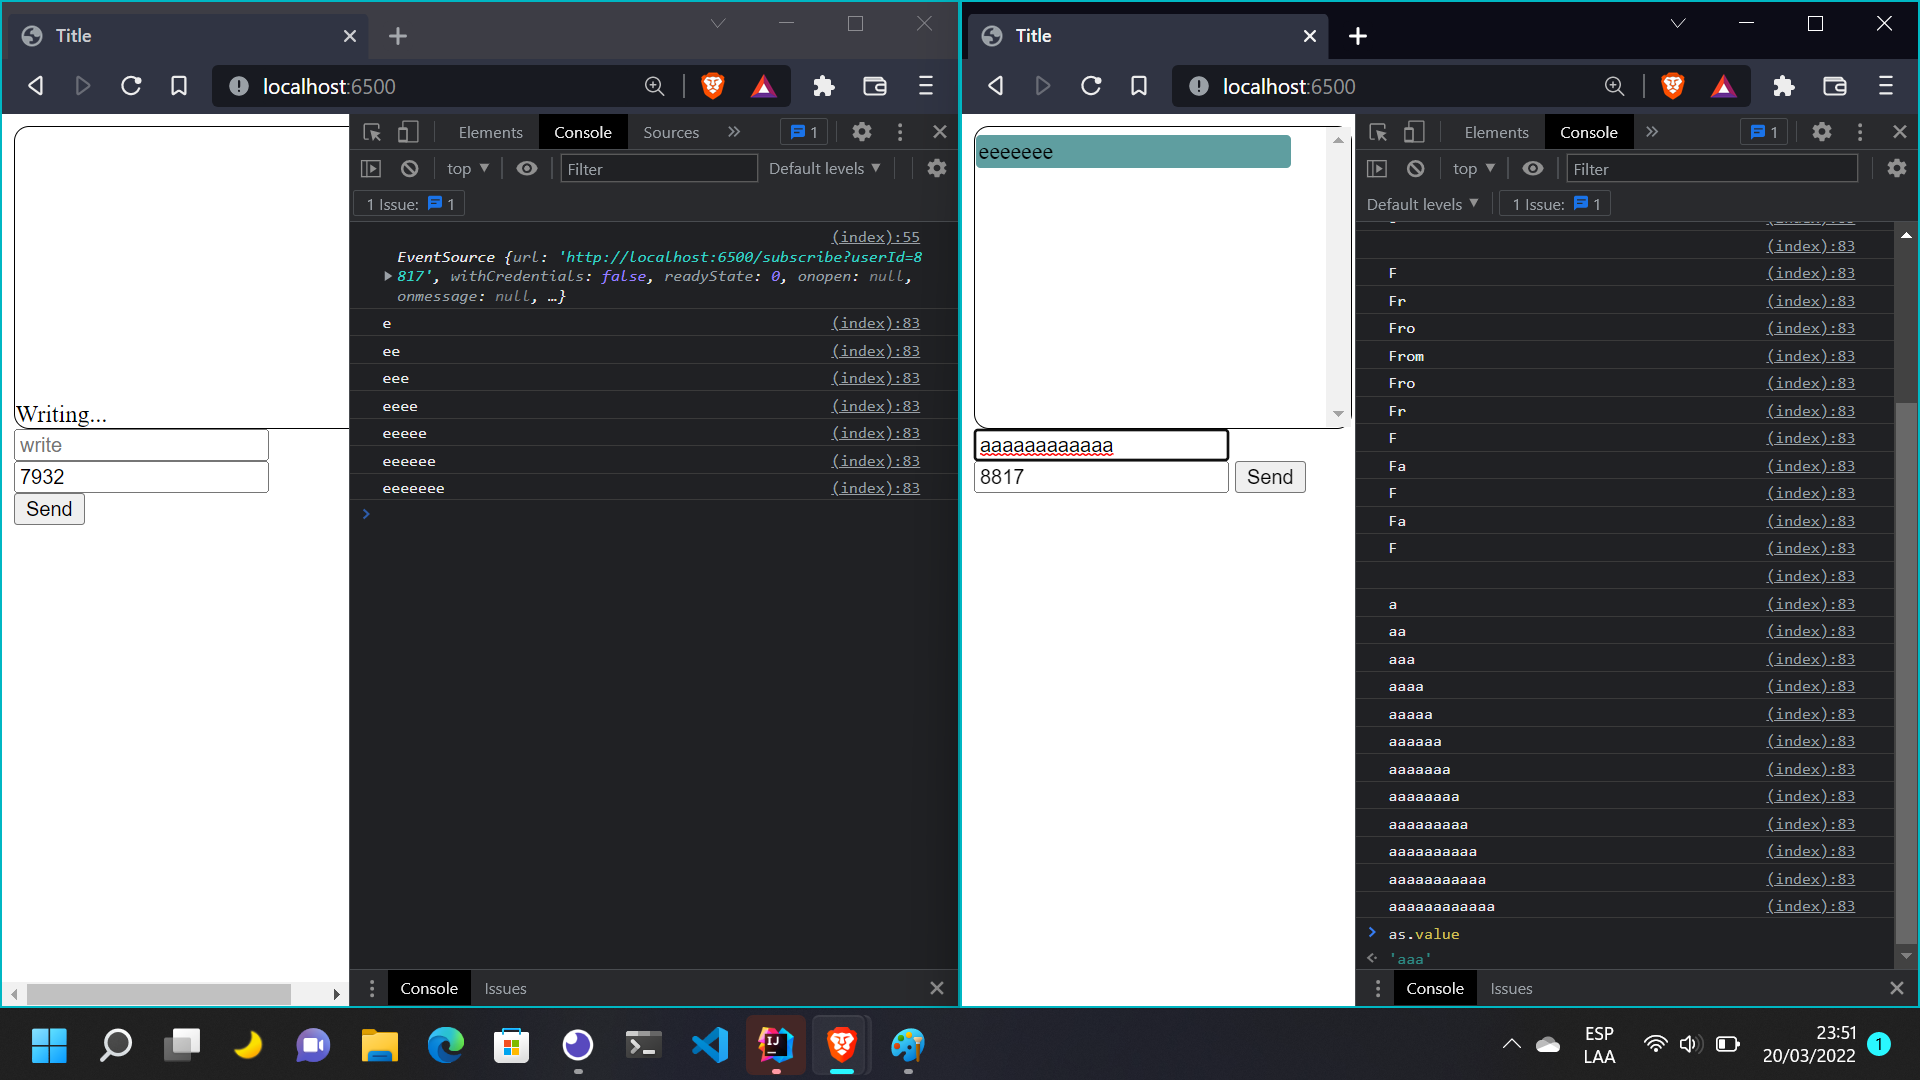 Title
localhost:6500
Writing...
write
7932
Send
Elements
Console
Sources
1
top
Filter
Default levels
1 Issue: 1
(index):55
EventSource {url: 'http://localhost:6500/subscribe?userId=8
817', withCredentials: false, readyState: 0, onopen: null,
onmessage: null, …}
e (index):83
ee (index):83
eee (index):83
eeee (index):83
eeeee (index):83
eeeeee (index):83
eeeeeee (index):83
Console
Issues
Title
localhost:6500
eeeeeee
aaaaaaaaaaaa
8817
Send
Elements
Console
1
top
Filter
Default levels
1 Issue: 1
(index):83
F (index):83
Fr (index):83
Fro (index):83
From (index):83
Fro (index):83
Fr (index):83
F (index):83
Fa (index):83
F (index):83
Fa (index):83
F (index):83
(index):83
a (index):83
aa (index):83
aaa (index):83
aaaa (index):83
aaaaa (index):83
aaaaaa (index):83
aaaaaaa (index):83
aaaaaaaa (index):83
aaaaaaaaa (index):83
aaaaaaaaaa (index):83
aaaaaaaaaaa (index):83
aaaaaaaaaaaa (index):83
as.value
'aaa'
Console
Issues
IJ
ESP
LAA
23:51
20/03/2022
1